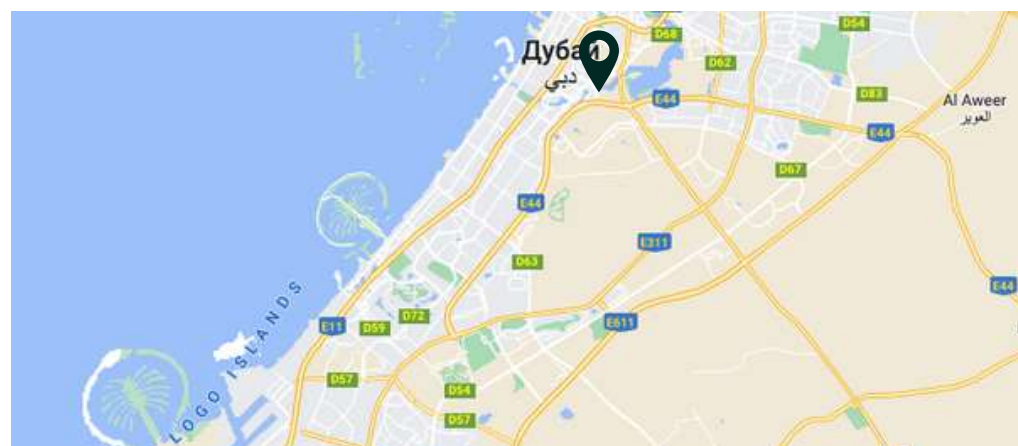 D54
D68
Дубай
D62
دبي
E44
D83
Al Aweer
العوير
E44
D67
E44
E311
D63
E44
LOGO ISLANDS
D72
E11
D59
E611
D57
D54
D57